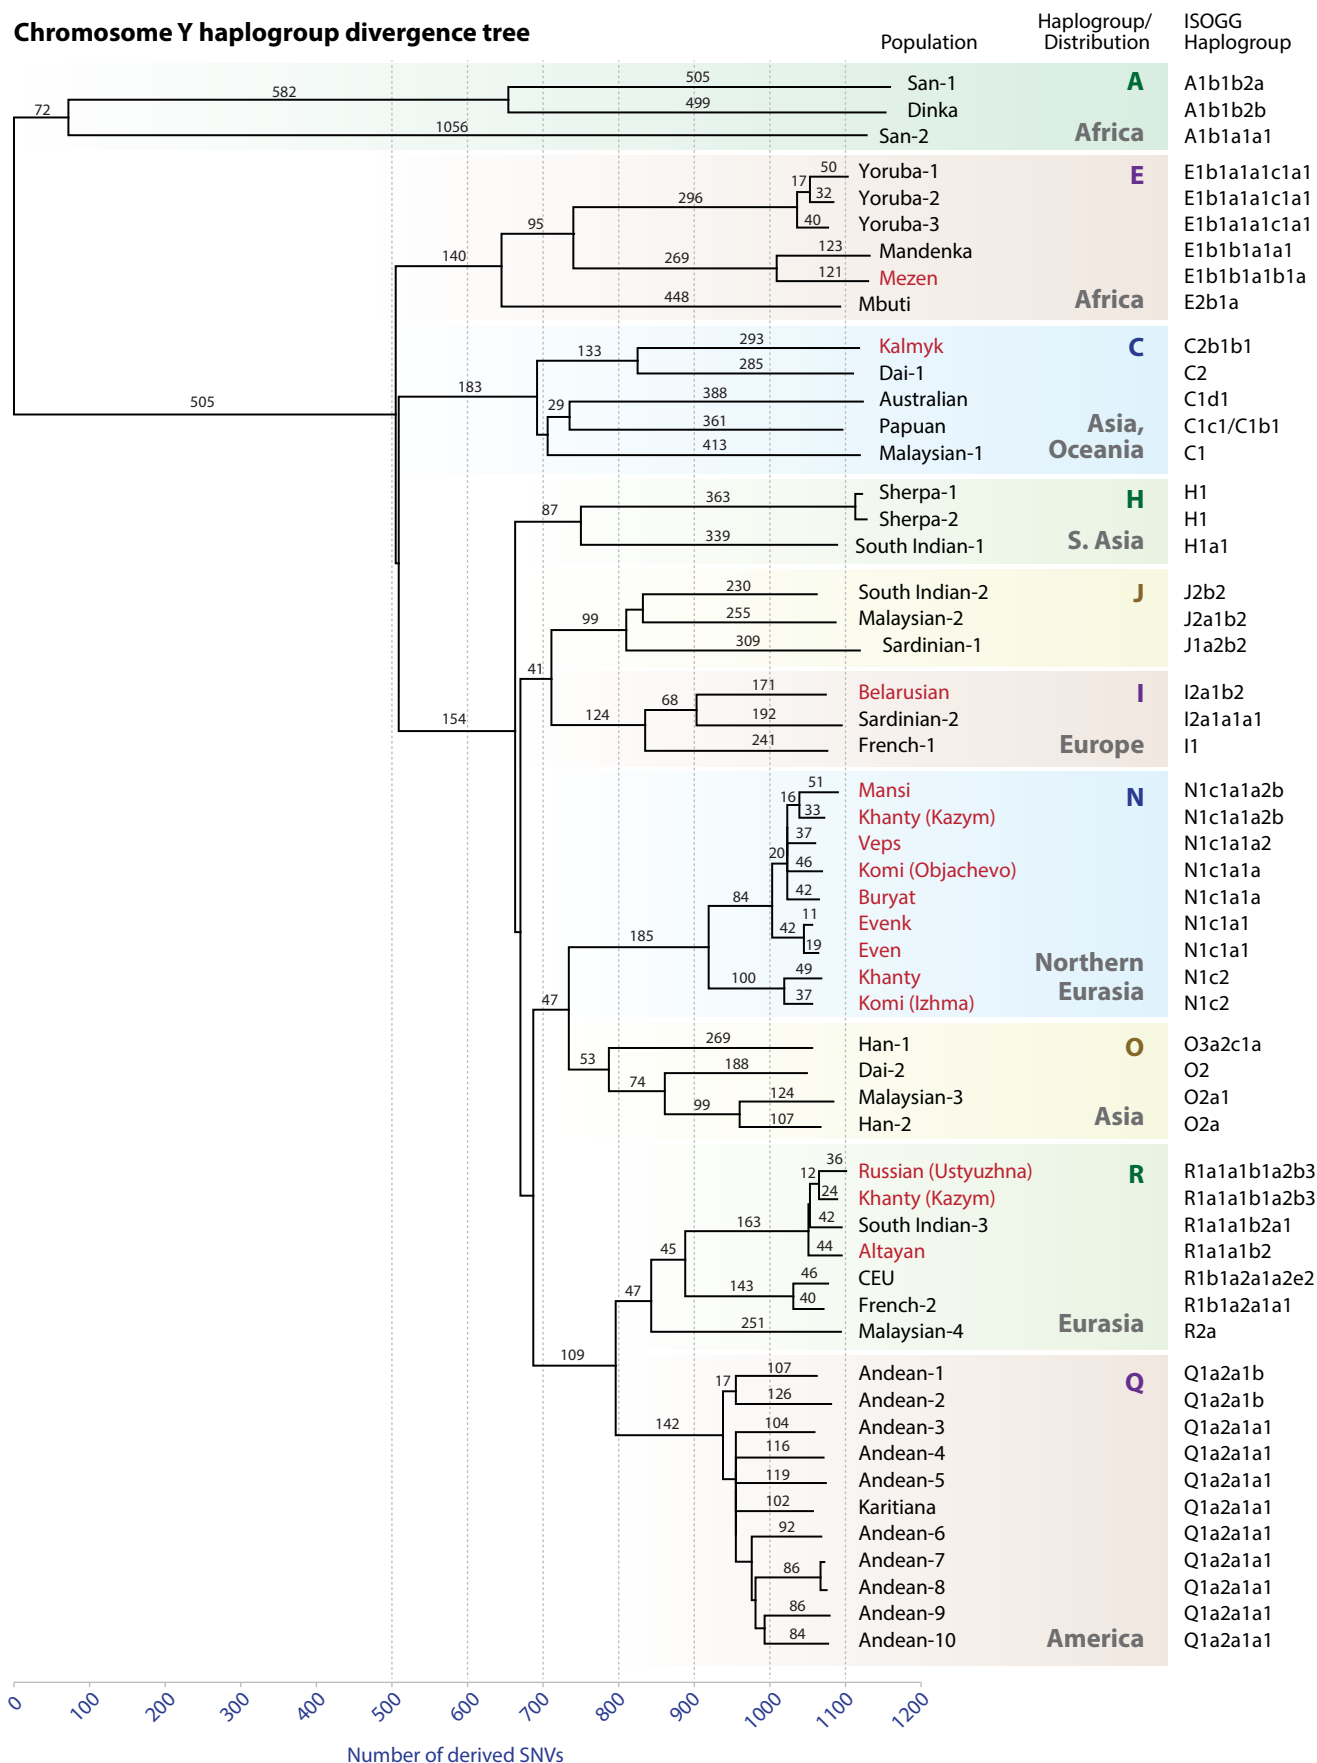 Chromosome Y haplogroup divergence tree
Population
Haplogroup/
Distribution
ISOGG
Haplogroup
505
San-1
A
A1b1b2a
582
499
Dinka
A1b1b2b
72
1056
San-2
Africa
A1b1a1a1
50
Yoruba-1
E
E1b1a1a1c1a1
17
32
Yoruba-2
E1b1a1a1c1a1
296
40
Yoruba-3
E1b1a1a1c1a1
95
123
Mandenka
E1b1b1a1a1
140
269
121
Mezen
E1b1b1a1b1a
448
Mbuti
Africa
E2b1a
293
Kalmyk
C
C2b1b1
133
285
Dai-1
C2
183
388
Australian
C1d1
29
361
Papuan
Asia,
Oceania
C1c1/C1b1
505
413
Malaysian-1
C1
363
Sherpa-1
H
H1
87
Sherpa-2
H1
339
South Indian-1
S. Asia
H1a1
230
South Indian-2
J
J2b2
99
255
Malaysian-2
J2a1b2
309
Sardinian-1
J1a2b2
41
171
Belarusian
I
I2a1b2
68
154
124
192
Sardinian-2
I2a1a1a1
241
French-1
Europe
I1
51
Mansi
N
N1c1a1a2b
16
33
Khanty (Kazym)
N1c1a1a2b
37
Veps
N1c1a1a2
20
46
Komi (Objachevo)
N1c1a1a
84
42
Buryat
N1c1a1a
11
Evenk
N1c1a1
42
185
19
Even
N1c1a1
Northern
Eurasia
100
49
Khanty
N1c2
47
37
Komi (Izhma)
N1c2
269
Han-1
O
O3a2c1a
53
188
Dai-2
O2
74
124
Malaysian-3
O2a1
99
107
Han-2
Asia
O2a
36
Russian (Ustyuzhna)
R
R1a1a1b1a2b3
12
24
Khanty (Kazym)
R1a1a1b1a2b3
163
42
South Indian-3
R1a1a1b2a1
45
44
Altayan
R1a1a1b2
46
CEU
R1b1a2a1a2e2
47
143
40
French-2
R1b1a2a1a1
251
Malaysian-4
Eurasia
R2a
109
107
Andean-1
Q
Q1a2a1b
17
126
Andean-2
Q1a2a1b
142
104
Andean-3
Q1a2a1a1
116
Andean-4
Q1a2a1a1
119
Andean-5
Q1a2a1a1
102
Karitiana
Q1a2a1a1
92
Andean-6
Q1a2a1a1
86
Andean-7
Q1a2a1a1
Andean-8
Q1a2a1a1
86
Andean-9
Q1a2a1a1
84
Andean-10
America
Q1a2a1a1
0
100
200
300
400
500
600
700
800
900
1000
1100
1200
Number of derived SNVs